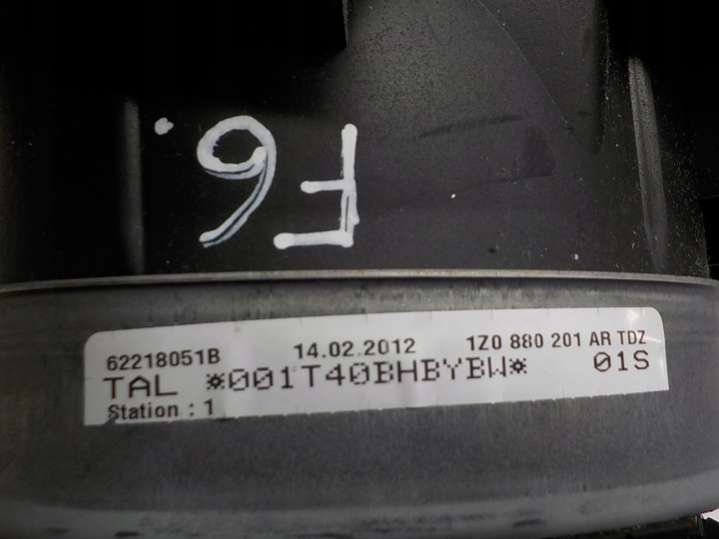 F6.
62218051B 14.02.2012 1Z0 880 201 AR TDZ
TAL *001T40BHBYBW* 01S
Station : 1